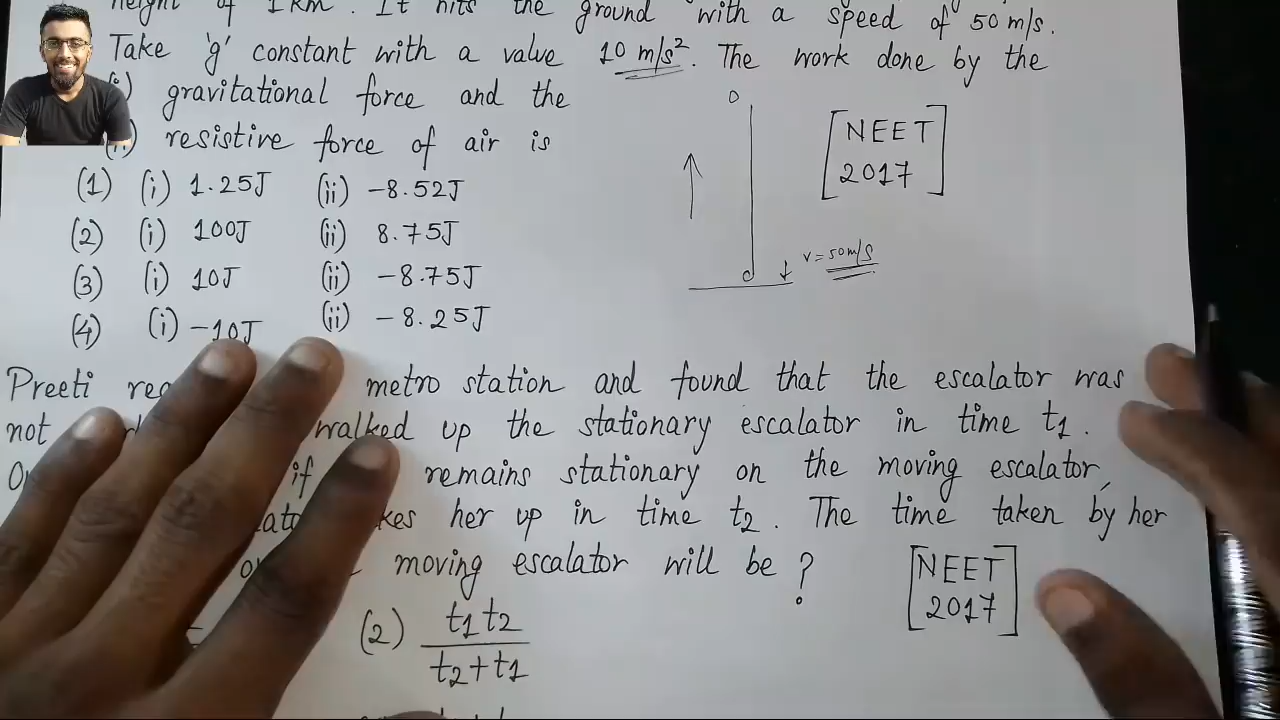 height of 1 km. It hits the ground with a speed of 50 m/s.
Take 'g' constant with a value 10 m/s². The work done by the
(i) gravitational force and the
resistive force of air is
(1) (i) 1.25J (ii) -8.52J
(2) (i) 100J (ii) 8.75J
(3) (i) 10J (ii) -8.75J
(4) (i) -10J (ii) -8.25J
0
v = 50 m/s
[NEET
2017]
Preeti metro station and found that the escalator was
not walked up the stationary escalator in time t₁.
if remains stationary on the moving escalator,
her up in time t₂. The time taken by her
moving escalator will be ?
[NEET
2017]
(2) t₁t₂
t₂+t₁